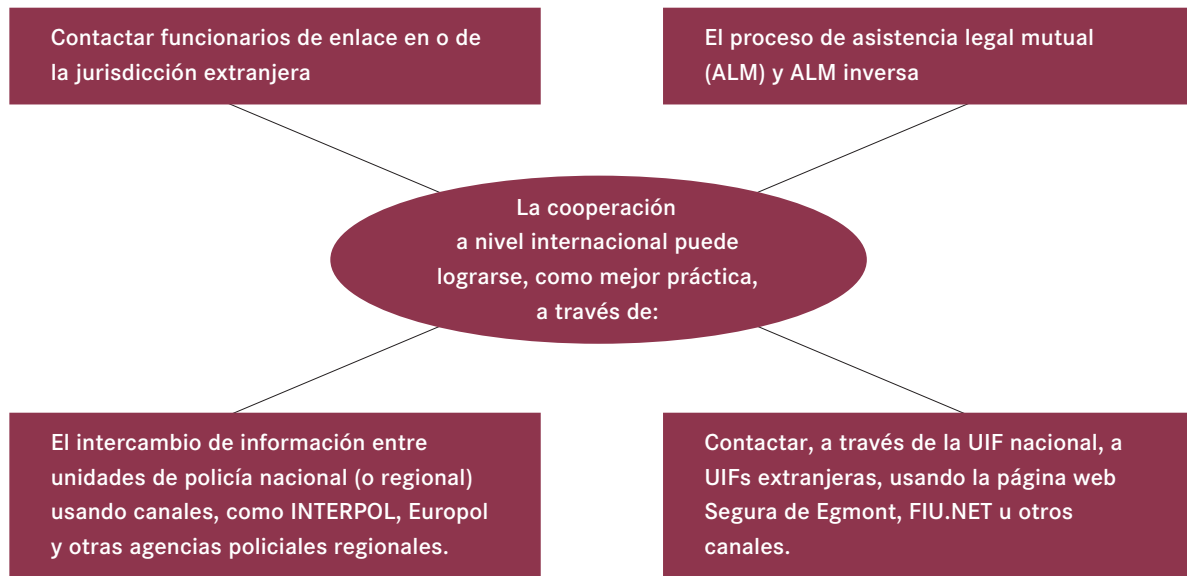 Contactar funcionarios de enlace en o de
la jurisdicción extranjera
El proceso de asistencia legal mutual
(ALM) y ALM inversa
La cooperación
a nivel internacional puede
lograrse, como mejor práctica,
a través de:
El intercambio de información entre
unidades de policía nacional (o regional)
usando canales, como INTERPOL, Europol
y otras agencias policiales regionales.
Contactar, a través de la UIF nacional, a
UIFs extranjeras, usando la página web
Segura de Egmont, FIU.NET u otros
canales.